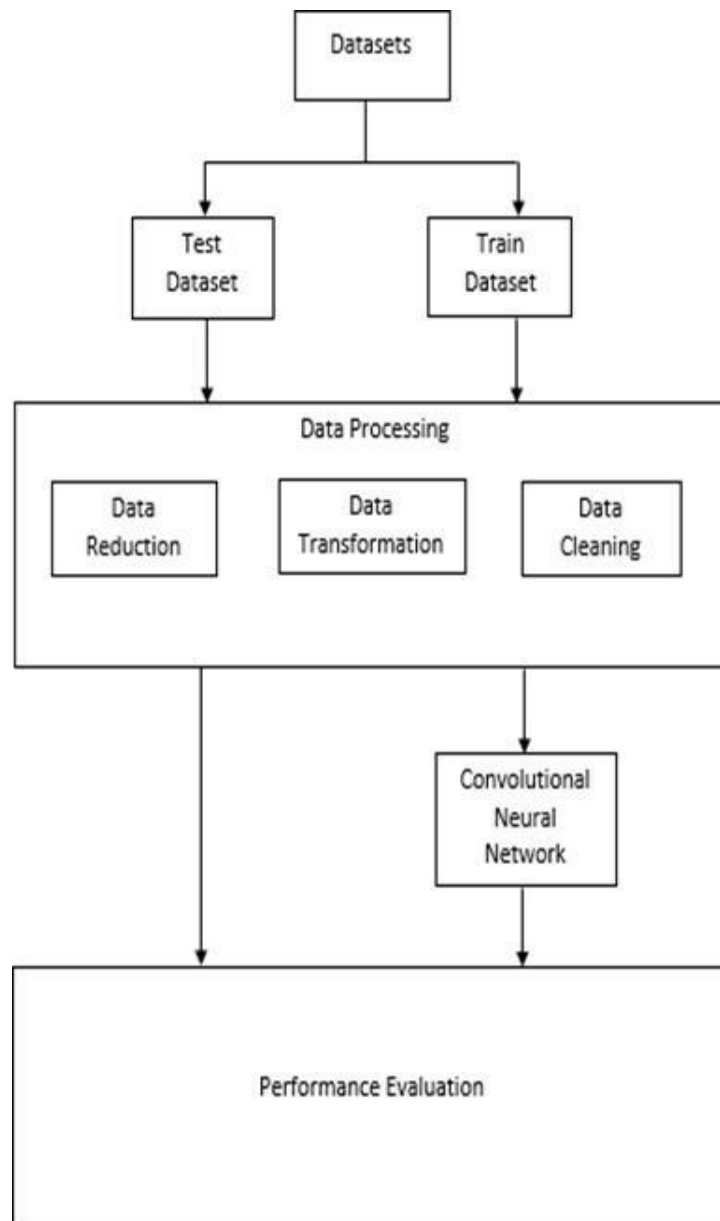 Datasets
Test
Dataset
Train
Dataset
Data Processing
Data
Reduction
Data
Transformation
Data
Cleaning
Convolutional
Neural
Network
Performance Evaluation